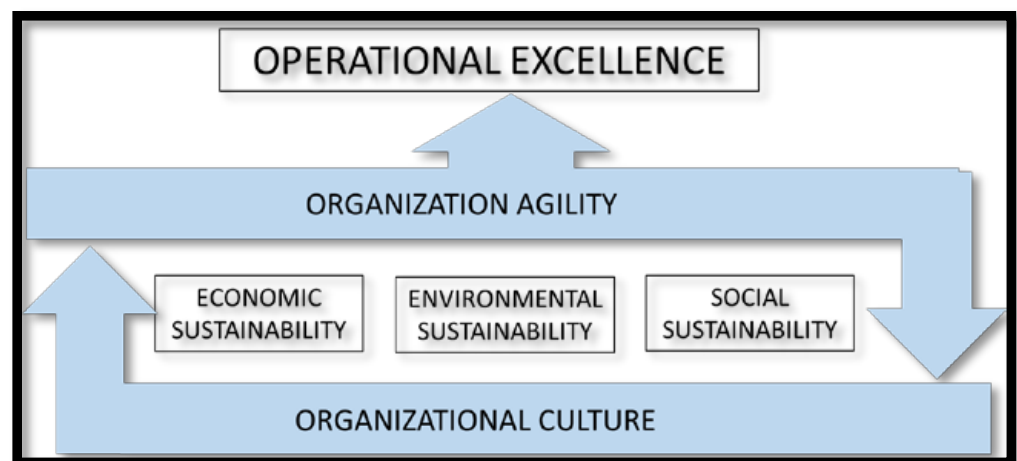 OPERATIONAL EXCELLENCE
ORGANIZATION AGILITY
ECONOMIC
SUSTAINABILITY
ENVIRONMENTAL
SUSTAINABILITY
SOCIAL
SUSTAINABILITY
ORGANIZATIONAL CULTURE